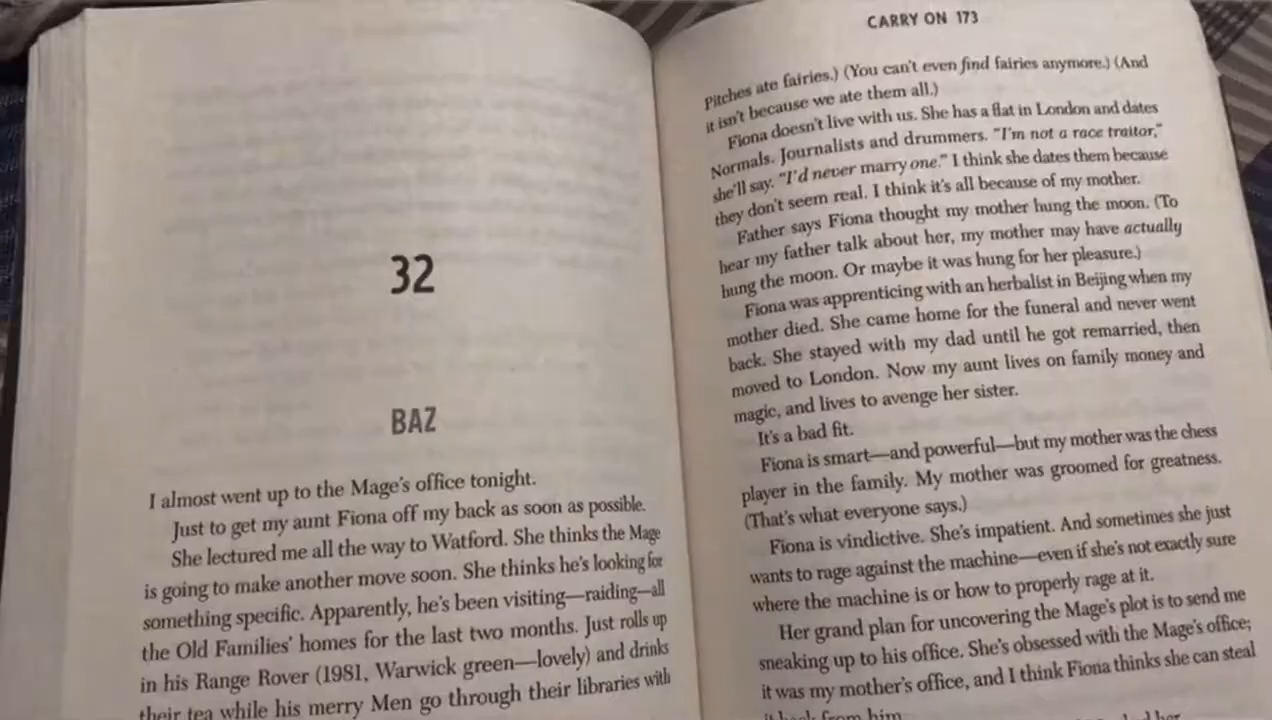 32
BAZ
I almost went up to the Mage's office tonight.
Just to get my aunt Fiona off my back as soon as possible.
She lectured me all the way to Watford. She thinks the Mage
is going to make another move soon. She thinks he's looking for
something specific. Apparently, he's been visiting—raiding—all
the Old Families' homes for the last two months. Just rolls up
in his Range Rover (1981, Warwick green—lovely) and drinks
their tea while his merry Men go through their libraries with
CARRY ON 173
Pitches ate fairies.) (You can't even find fairies anymore.) (And
it isn't because we ate them all.)
Fiona doesn't live with us. She has a flat in London and dates
Normals. Journalists and drummers. "I'm not a race traitor,"
she'll say. "I'd never marry one." I think she dates them because
they don't seem real. I think it's all because of my mother.
Father says Fiona thought my mother hung the moon. (To
hear my father talk about her, my mother may have actually
hung the moon. Or maybe it was hung for her pleasure.)
Fiona was apprenticing with an herbalist in Beijing when my
mother died. She came home for the funeral and never went
back. She stayed with my dad until he got remarried, then
moved to London. Now my aunt lives on family money and
magic, and lives to avenge her sister.
It's a bad fit.
Fiona is smart—and powerful—but my mother was the chess
player in the family. My mother was groomed for greatness.
(That's what everyone says.)
Fiona is vindictive. She's impatient. And sometimes she just
wants to rage against the machine—even if she's not exactly sure
where the machine is or how to properly rage at it.
Her grand plan for uncovering the Mage's plot is to send me
sneaking up to his office. She's obsessed with the Mage's office;
it was my mother's office, and I think Fiona thinks she can steal
it back from him.